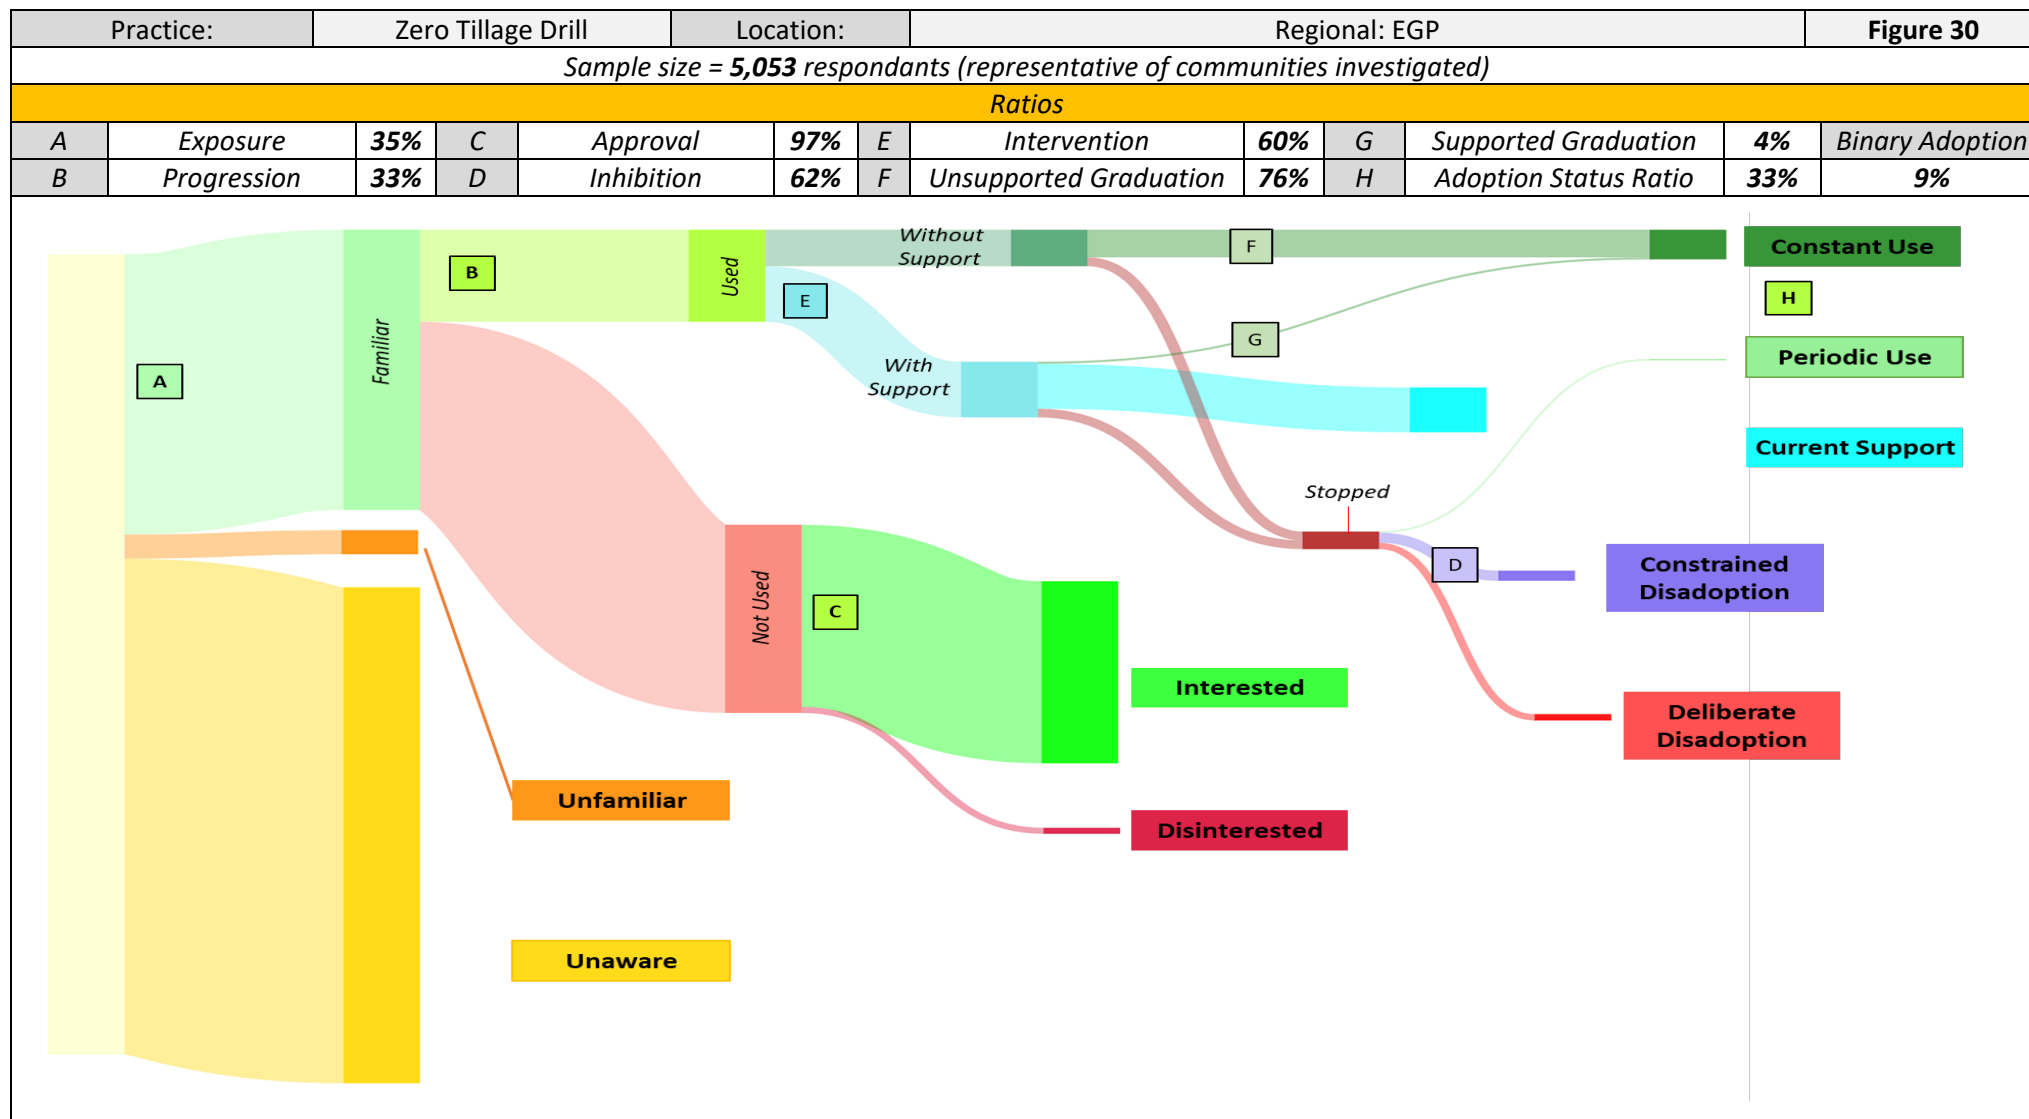 Practice: Zero Tillage Drill Location: Regional: EGP Figure 30
Sample size = 5,053 respondants (representative of communities investigated)
Ratios
A Exposure 35% C Approval 97% E Intervention 60% G Supported Graduation 4% Binary Adoption
B Progression 33% D Inhibition 62% F Unsupported Graduation 76% H Adoption Status Ratio 33% 9%
Without
Support
F
Constant Use
B
Used
E
H
G
Periodic Use
A
Familiar
With
Support
Current Support
Stopped
D
Constrained
Disadoption
Not Used
C
Interested
Deliberate
Disadoption
Unfamiliar
Disinterested
Unaware